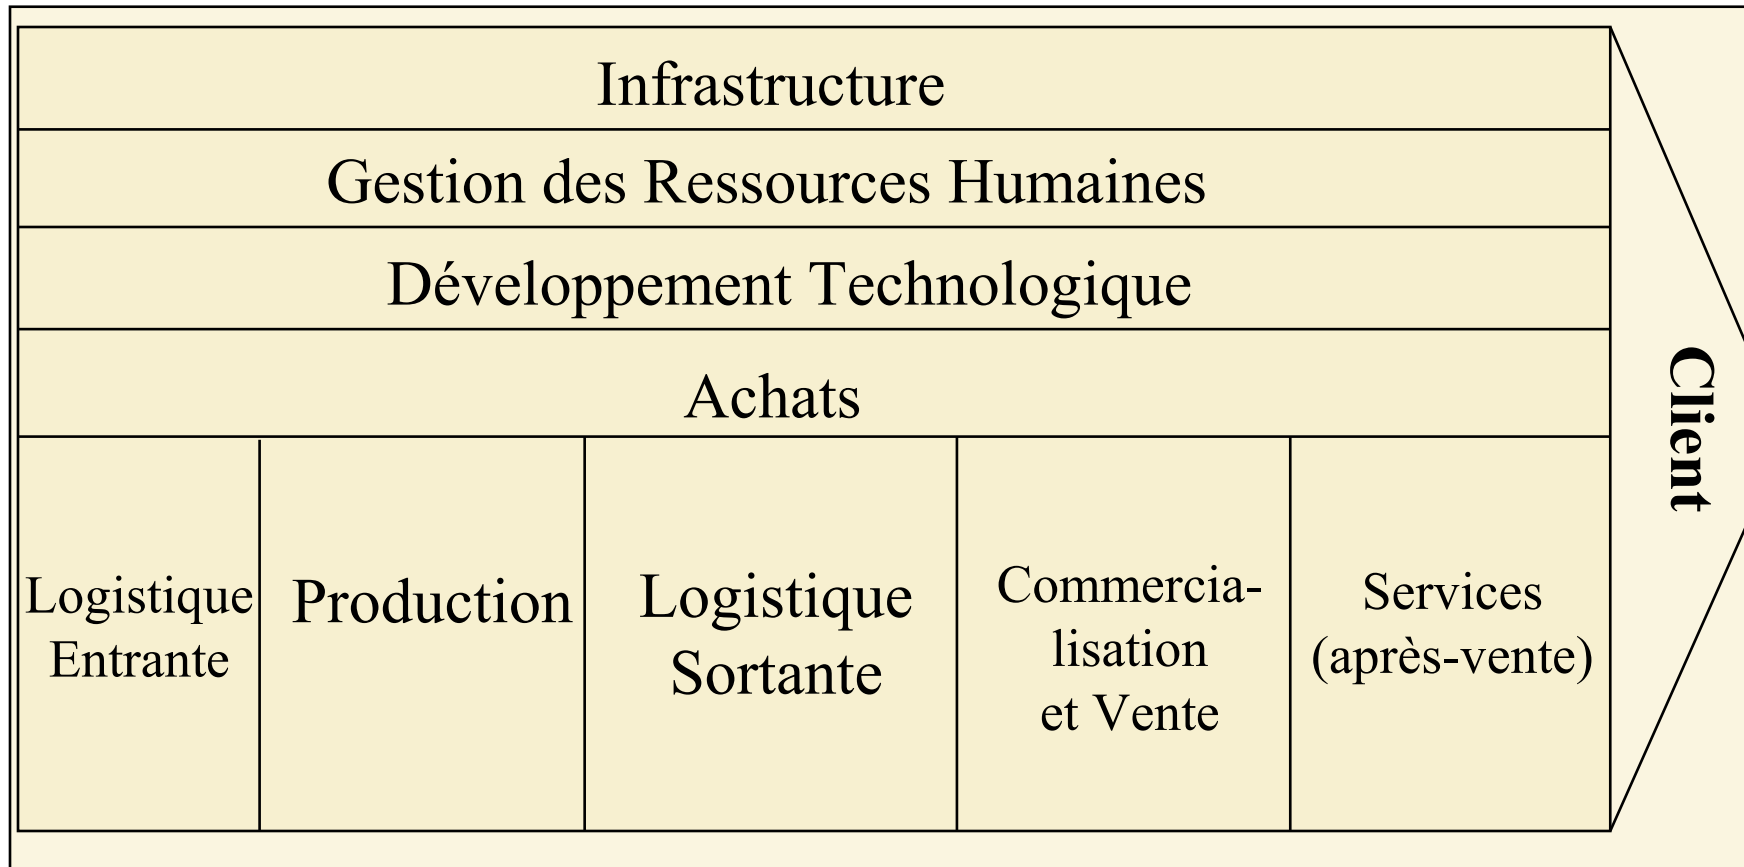 Infrastructure
Gestion des Ressources Humaines
Développement Technologique
Achats
Logistique
Entrante
Production
Logistique
Sortante
Commercia-
lisation
et Vente
Services
(après-vente)
Client